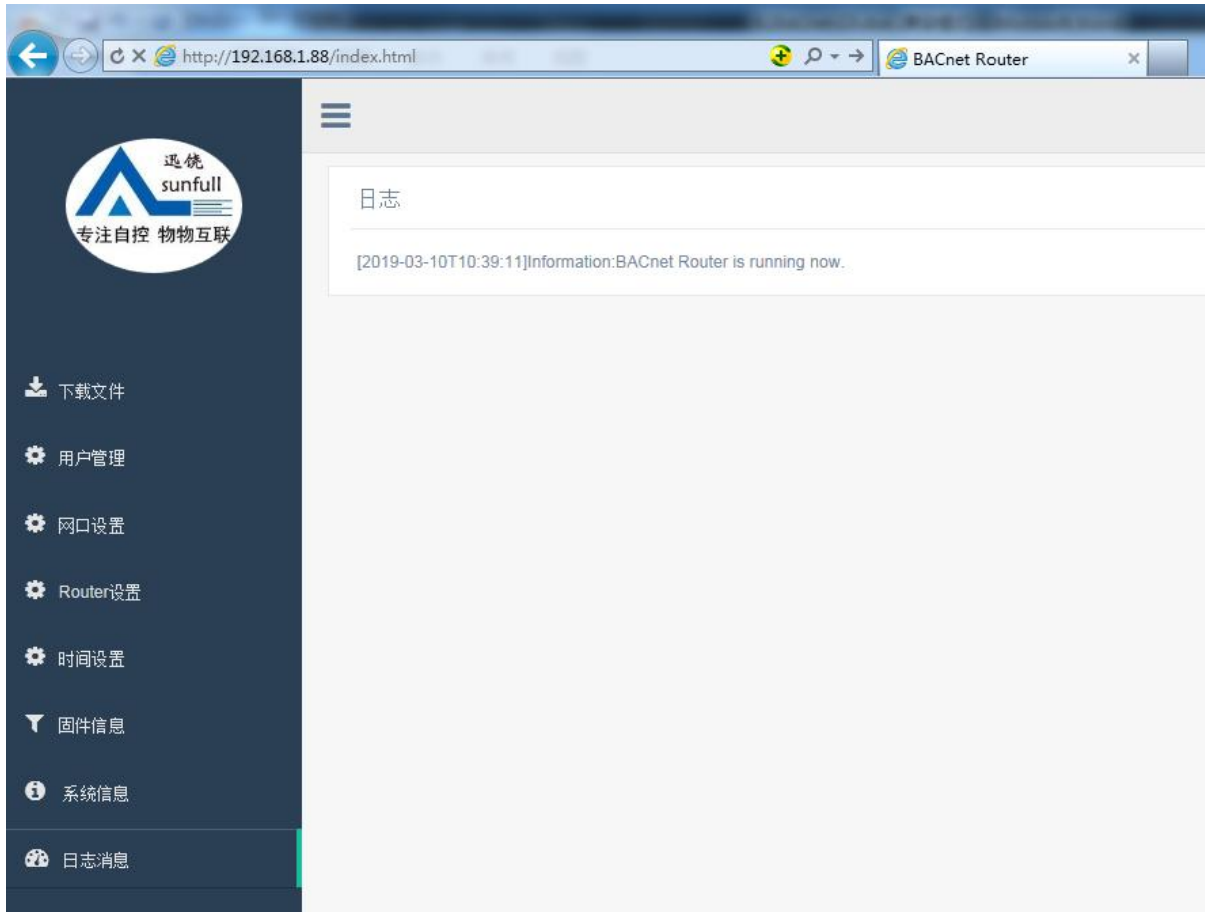 http://192.168.1.88/index.html
BACnet Router
迅饶
sunfull
专注自控 物物互联
日志
[2019-03-10T10:39:11]Information:BACnet Router is running now.
下载文件
用户管理
网口设置
Router设置
时间设置
固件信息
系统信息
日志消息